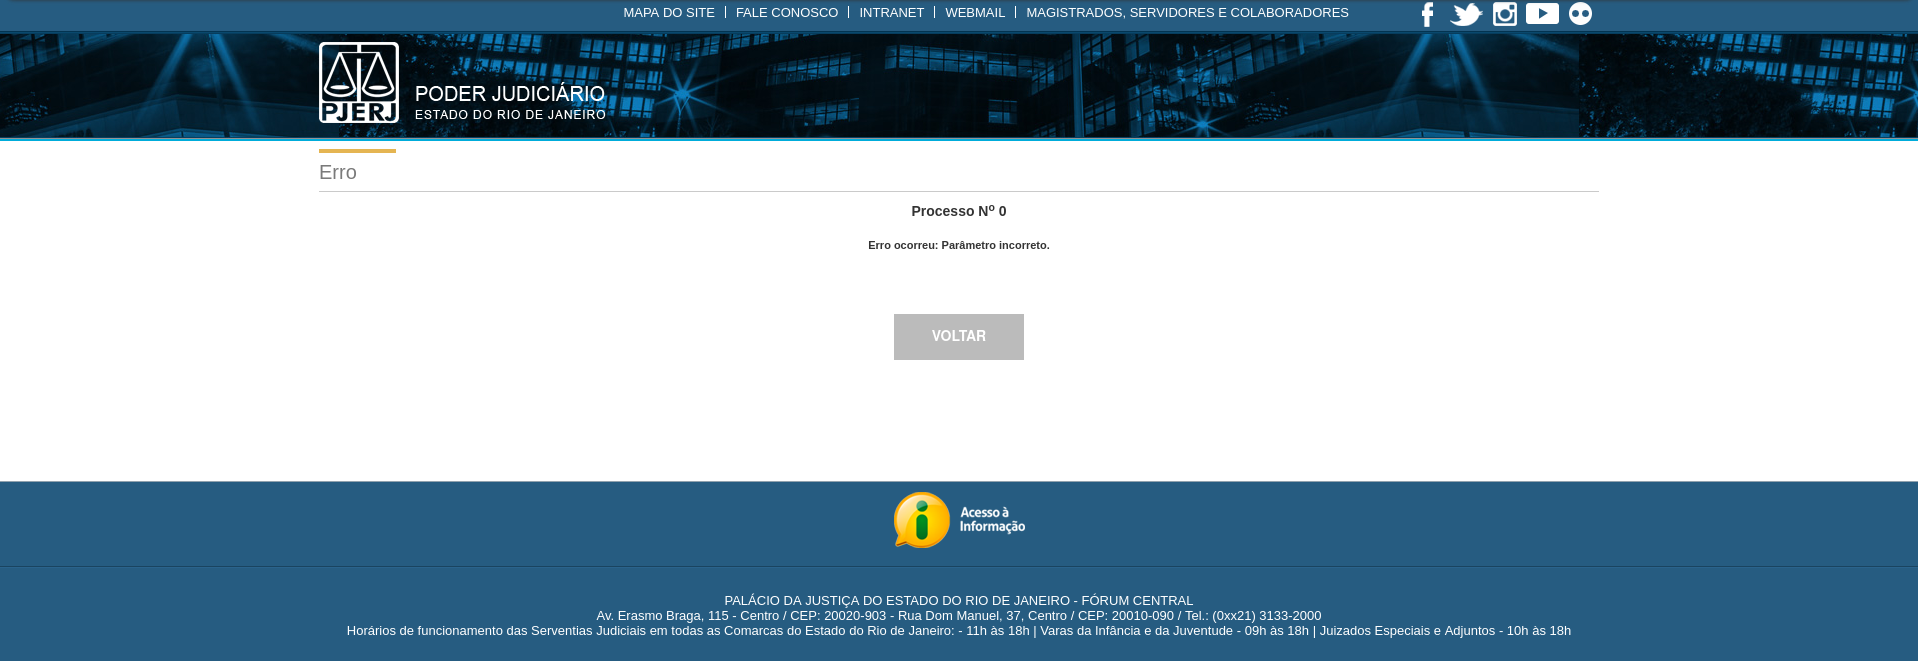 MAPA DO SITE | FALE CONOSCO | INTRANET | WEBMAIL | MAGISTRADOS, SERVIDORES E COLABORADORES
PJERJ
PODER JUDICIÁRIO
ESTADO DO RIO DE JANEIRO
Erro
Processo Nº 0
Erro ocorreu: Parâmetro incorreto.
VOLTAR
Acesso à
Informação
PALÁCIO DA JUSTIÇA DO ESTADO DO RIO DE JANEIRO - FÓRUM CENTRAL
Av. Erasmo Braga, 115 - Centro / CEP: 20020-903 - Rua Dom Manuel, 37, Centro / CEP: 20010-090 / Tel.: (0xx21) 3133-2000
Horários de funcionamento das Serventias Judiciais em todas as Comarcas do Estado do Rio de Janeiro: - 11h às 18h | Varas da Infância e da Juventude - 09h às 18h | Juizados Especiais e Adjuntos - 10h às 18h